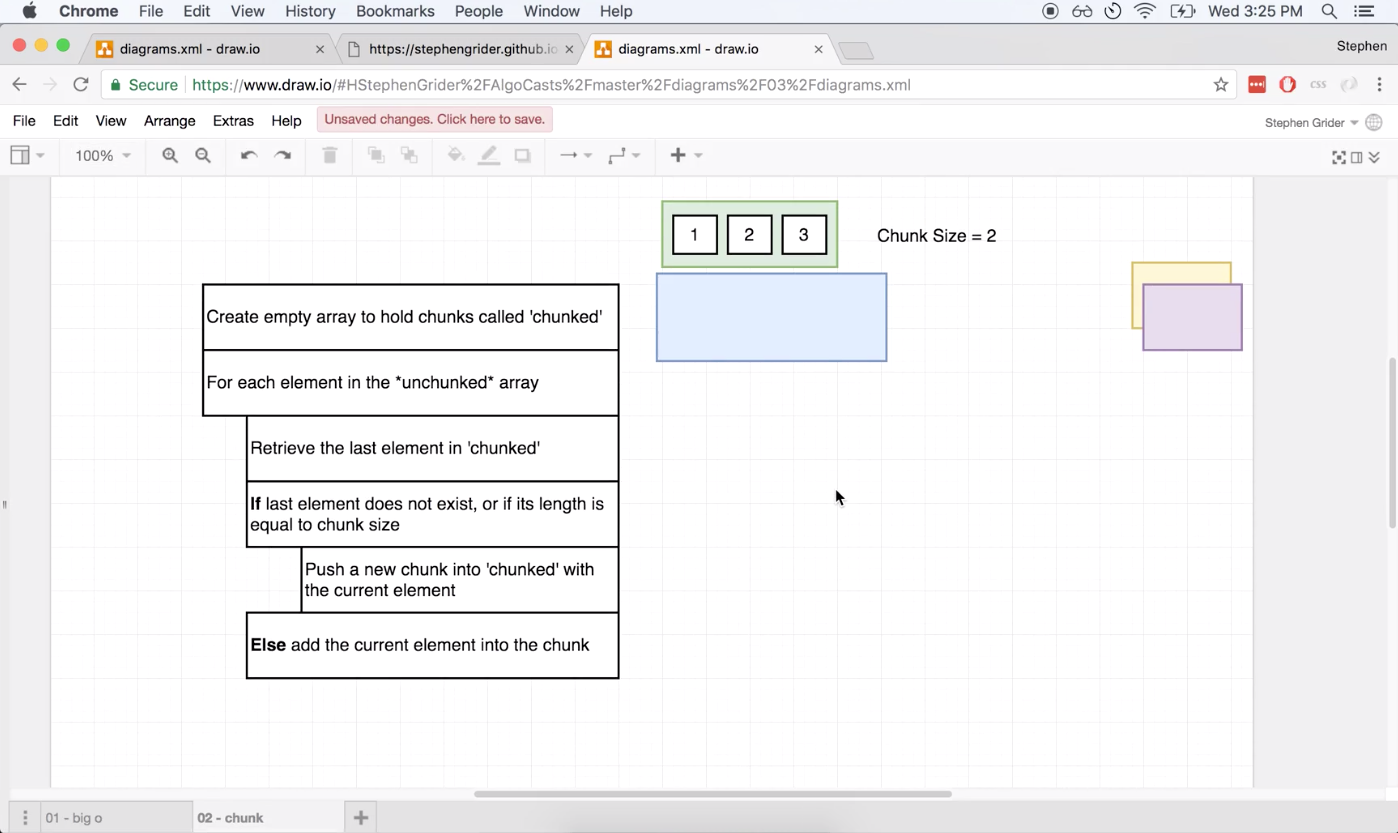 Chrome File Edit View History Bookmarks People Window Help Wed 3:25 PM
diagrams.xml - draw.io https://stephengrider.github.io diagrams.xml - draw.io Stephen
Secure https://www.draw.io/#HStephenGrider%2FAlgoCasts%2Fmaster%2Fdiagrams%2F03%2Fdiagrams.xml css
File Edit View Arrange Extras Help Unsaved changes. Click here to save. Stephen Grider
100%
1 2 3 Chunk Size = 2
Create empty array to hold chunks called 'chunked'
For each element in the *unchunked* array
Retrieve the last element in 'chunked'
If last element does not exist, or if its length is
equal to chunk size
Push a new chunk into 'chunked' with
the current element
Else add the current element into the chunk
01 - big o 02 - chunk